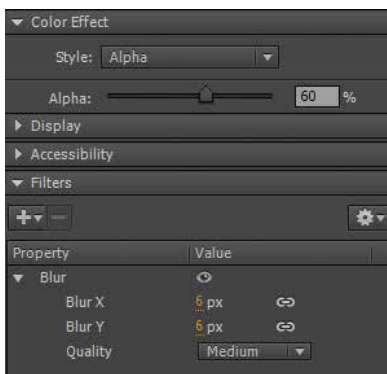 Color Effect
Style: Alpha
Alpha: 60 %
Display
Accessibility
Filters
Property Value
Blur
Blur X 6 px
Blur Y 6 px
Quality Medium